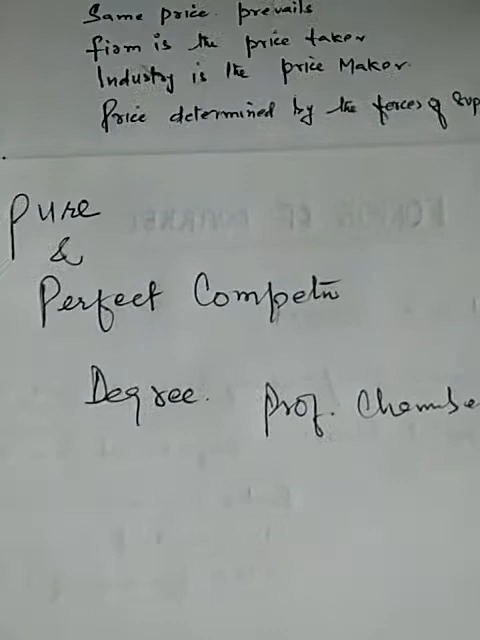 Same price prevails
firm is the price taker
Industry is the price Maker.
Price determined by the forces of
Pure
&
Perfect Competn
Degree. Prof.